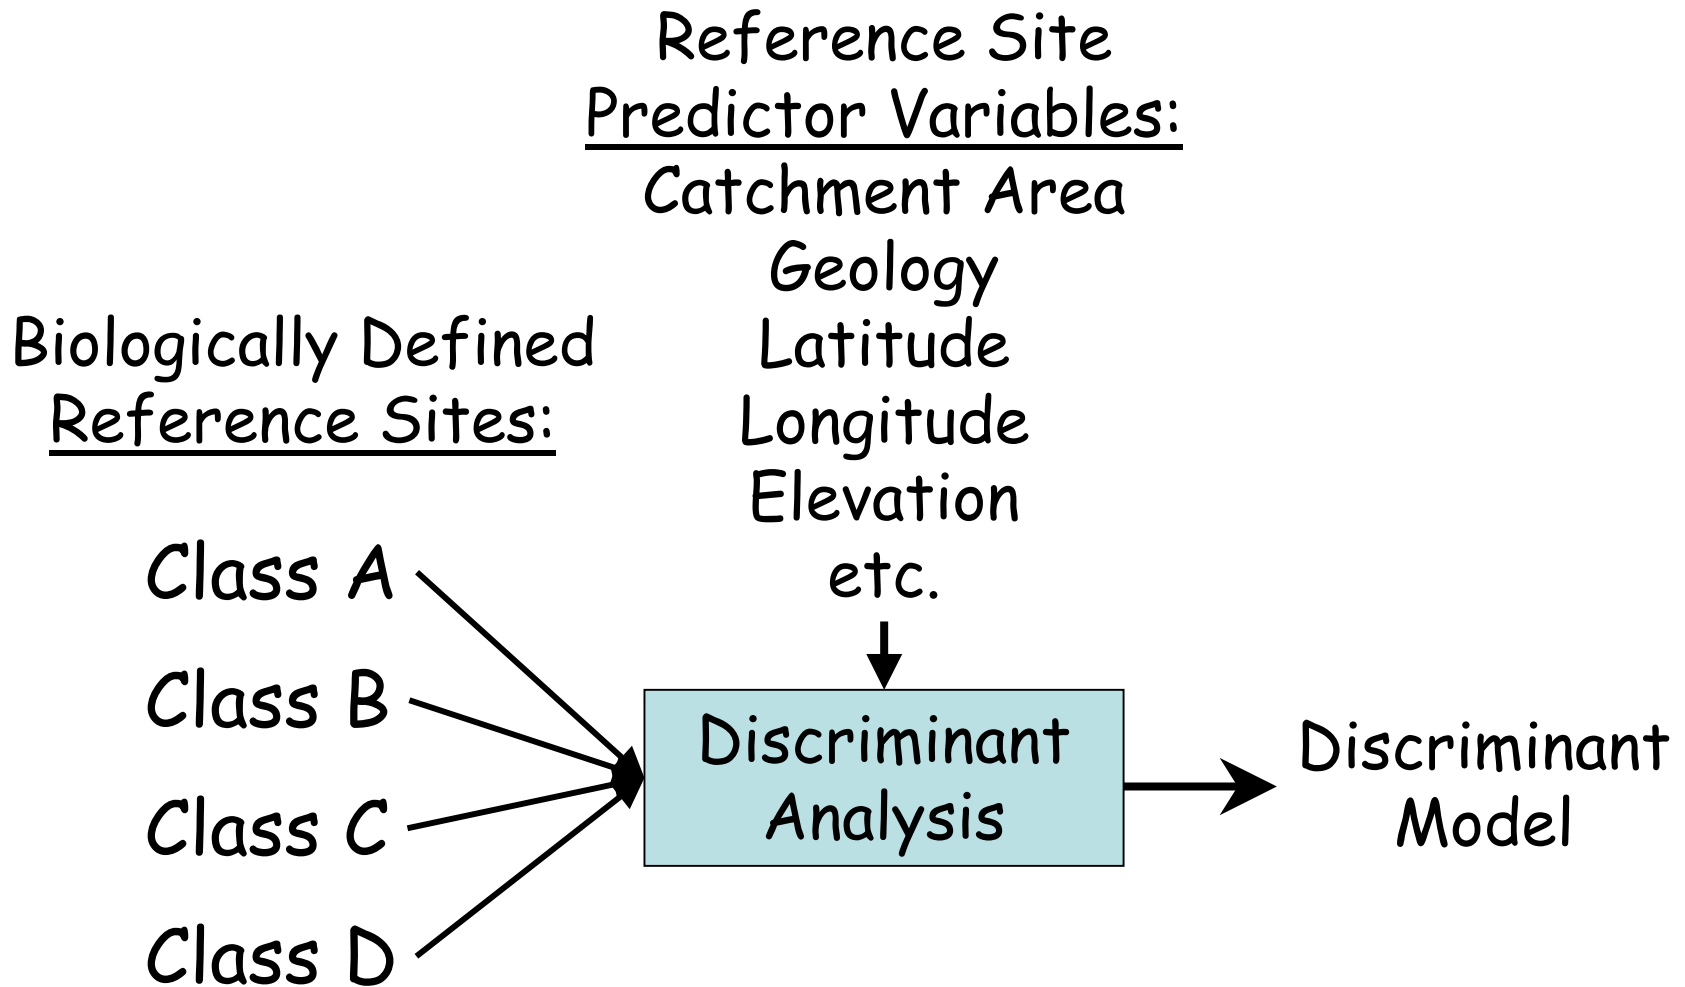 Reference Site
Predictor Variables:
Catchment Area
Geology
Latitude
Longitude
Elevation
etc.
Biologically Defined
Reference Sites:
Class A
Class B
Class C
Class D
Discriminant
Analysis
Discriminant
Model